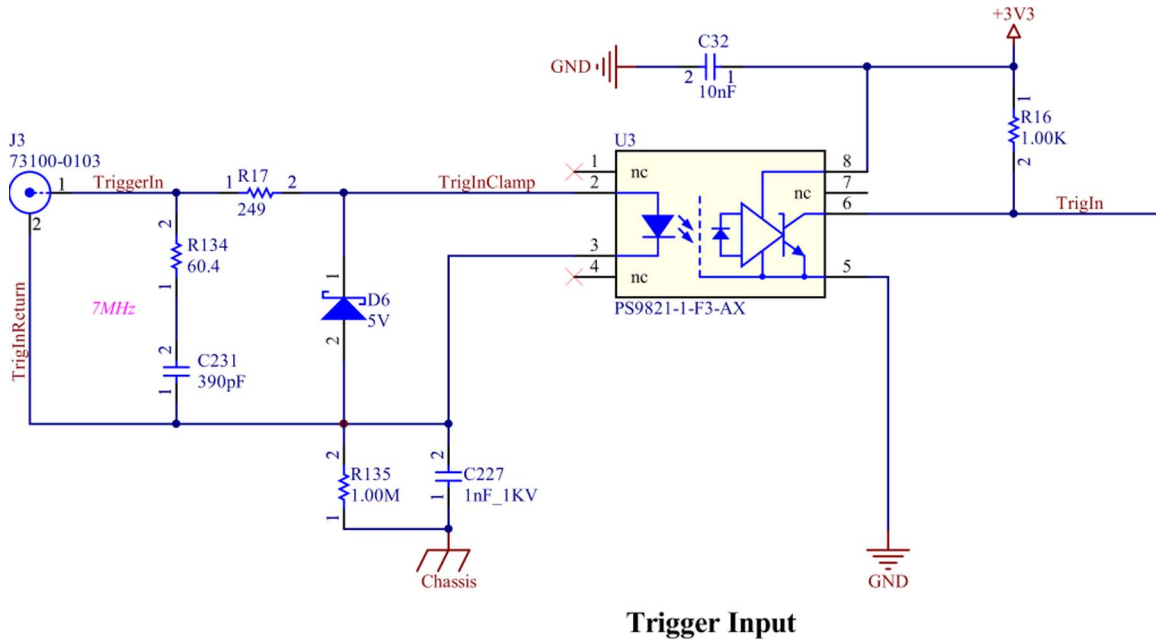 +3V3
C32
GND
2
1
10nF
1
R16
1.00K
2
J3
73100-0103
U3
1
nc
8
1
TriggerIn
1
R17
2
249
TrigInClamp
2
nc
7
6
TrigIn
2
2
R134
60.4
1
3
4
nc
5
PS9821-1-F3-AX
TrigInReturn
7MHz
1
D6
5V
2
2
C231
390pF
1
2
R135
1.00M
1
2
C227
1nF_1KV
1
Chassis
GND
Trigger Input